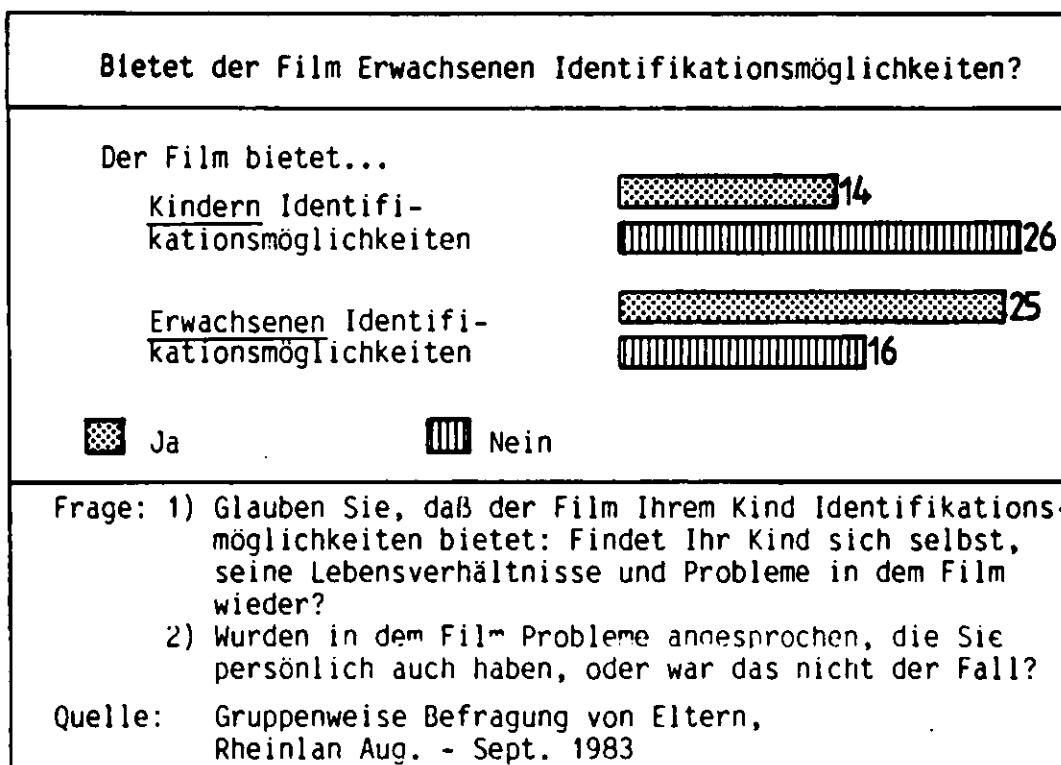 Bietet der Film Erwachsenen Identifikationsmöglichkeiten?
Der Film bietet...
Kindern Identifi-
kationsmöglichkeiten
14
26
Erwachsenen Identifi-
kationsmöglichkeiten
25
16
Ja
Nein
Frage: 1) Glauben Sie, daß der Film Ihrem Kind Identifikations-
möglichkeiten bietet: Findet Ihr Kind sich selbst,
seine Lebensverhältnisse und Probleme in dem Film
wieder?
2) Wurden in dem Film Probleme angesprochen, die Sie
persönlich auch haben, oder war das nicht der Fall?
Quelle: Gruppenweise Befragung von Eltern,
Rheinlan Aug. - Sept. 1983